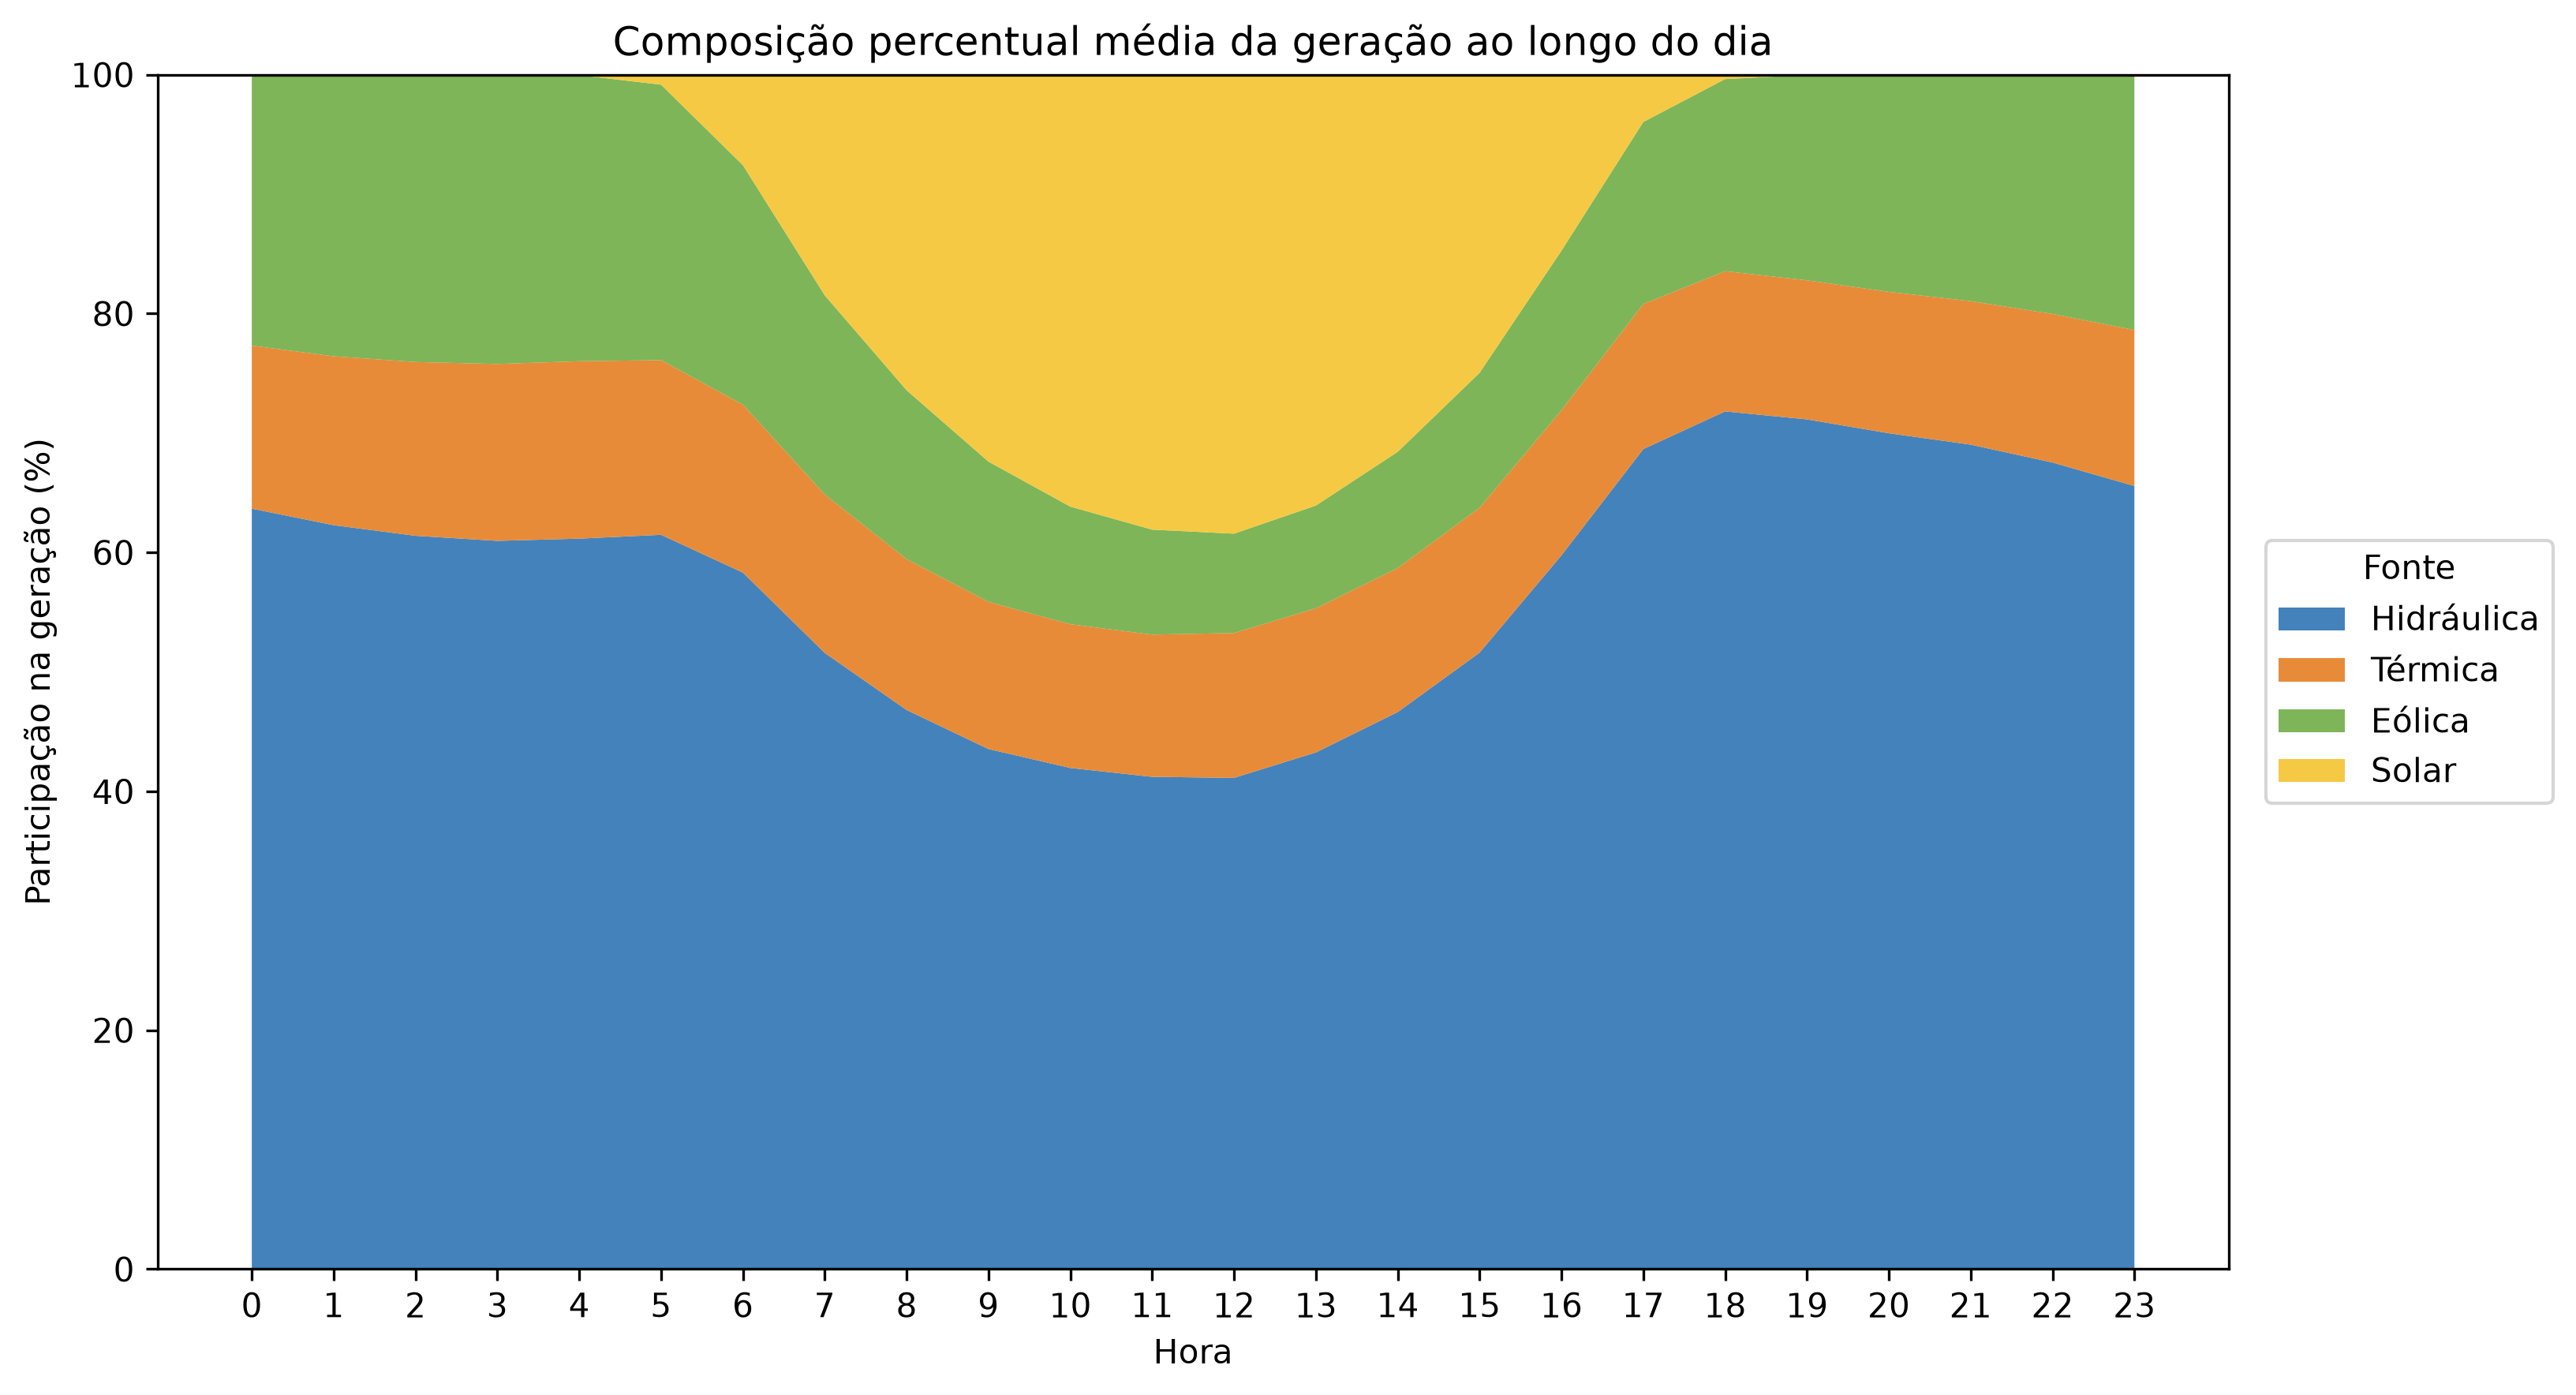 Composição percentual média da geração ao longo do dia
Participação na geração (%)
100
80
60
40
20
0
0 1 2 3 4 5 6 7 8 9 10 11 12 13 14 15 16 17 18 19 20 21 22 23
Hora
Fonte
Hidráulica
Térmica
Eólica
Solar